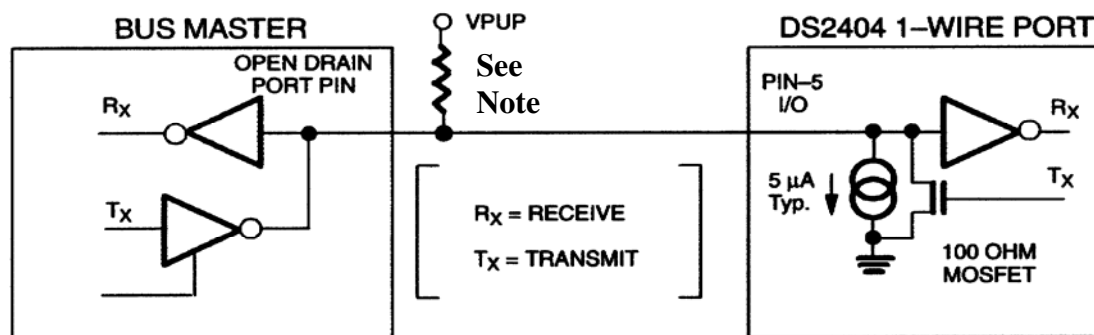 BUS MASTER
OPEN DRAIN
PORT PIN
RX
TX
VPUP
See
Note
RX = RECEIVE
TX = TRANSMIT
DS2404 1–WIRE PORT
PIN–5
I/O
RX
TX
5 µA
Typ.
100 OHM
MOSFET